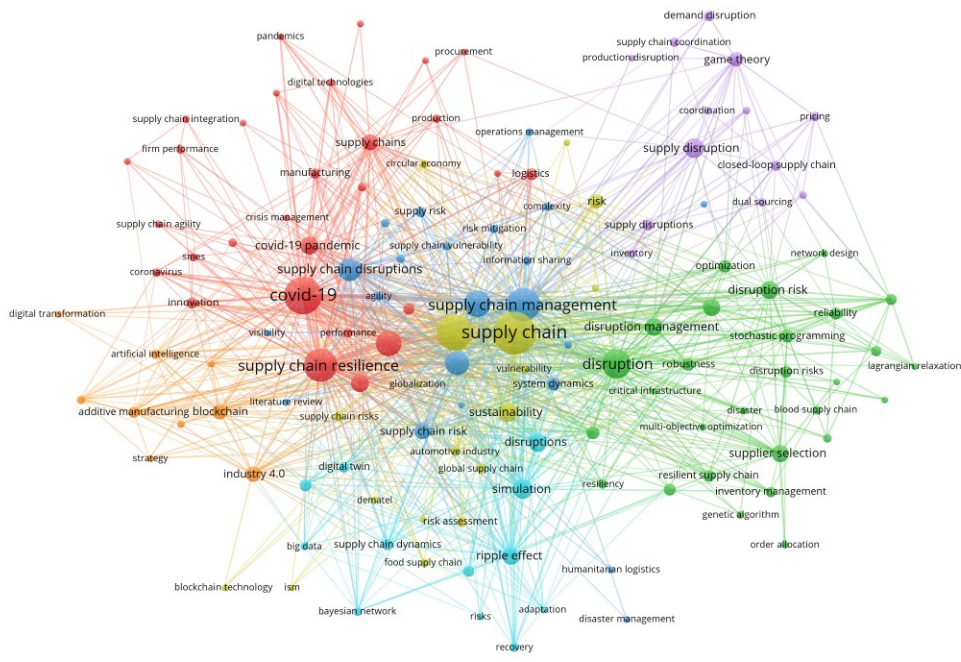 demand disruption
pandemics
supply chain coordination
procurement
production disruption
game theory
digital technologies
coordination
pricing
supply chain integration
production
operations management
supply chains
firm performance
supply disruption
circular economy
closed-loop supply chain
manufacturing
logistics
risk
dual sourcing
complexity
supply risk
crisis management
supply chain agility
supply disruptions
risk mitigation
covid-19 pandemic
supply chain vulnerability
inventory
network design
smes
information sharing
coronavirus
supply chain disruptions
optimization
disruption risk
covid-19
agility
innovation
supply chain management
digital transformation
reliability
disruption management
visibility
performance
supply chain
stochastic programming
artificial intelligence
supply chain resilience
vulnerability
disruption
robustness
lagrangian relaxation
disruption risks
globalization
system dynamics
critical infrastructure
literature review
additive manufacturing
blockchain
supply chain risks
sustainability
disaster
blood supply chain
multi-objective optimization
supply chain risk
disruptions
automotive industry
supplier selection
strategy
digital twin
global supply chain
industry 4.0
resilient supply chain
resiliency
simulation
inventory management
dematel
genetic algorithm
risk assessment
big data
supply chain dynamics
order allocation
ripple effect
food supply chain
humanitarian logistics
blockchain technology
ism
bayesian network
risks
adaptation
disaster management
recovery